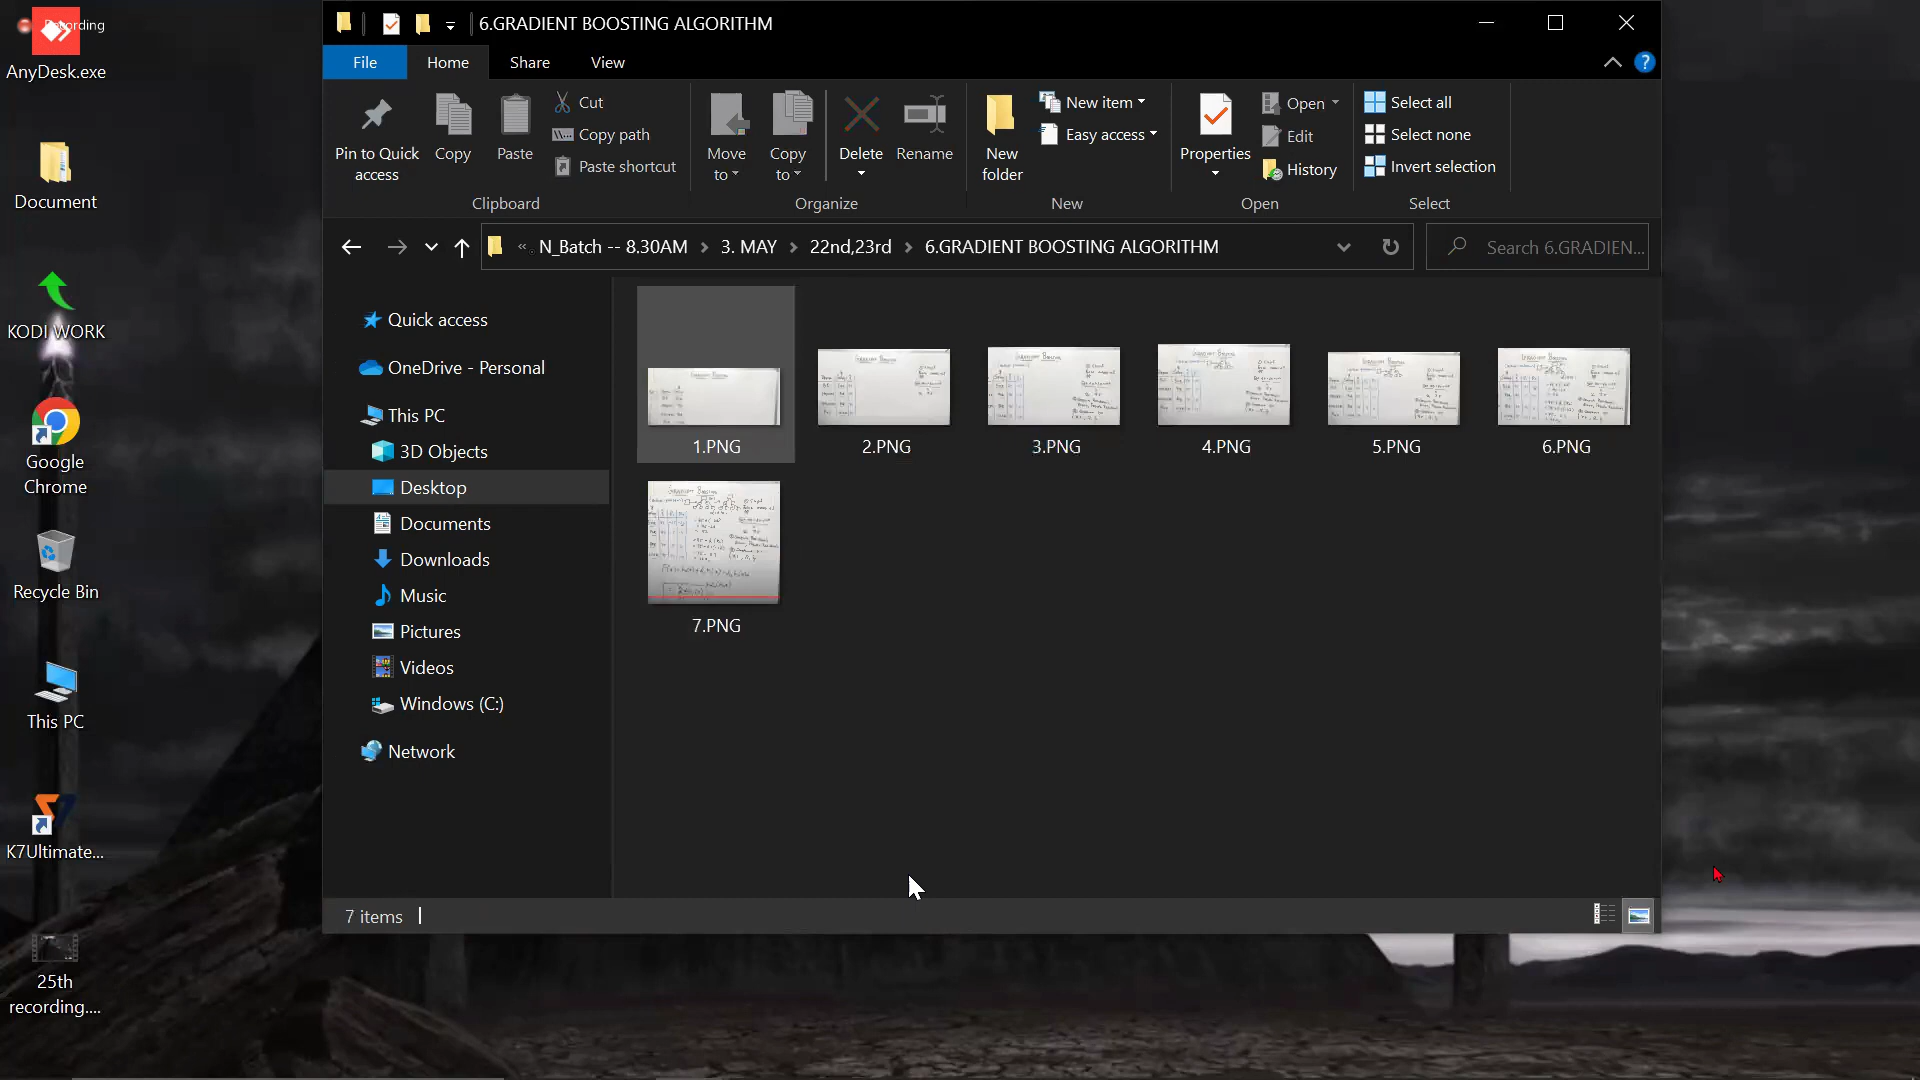 Recording
AnyDesk.exe
Document
KODI WORK
Google
Chrome
Recycle Bin
This PC
K7Ultimate...
25th
recording....
6.GRADIENT BOOSTING ALGORITHM
File
Home
Share
View
Pin to Quick
access
Copy
Paste
Cut
Copy path
Paste shortcut
Clipboard
Move
to
Copy
to
Delete
Rename
Organize
New
folder
New item
Easy access
New
Properties
Open
Edit
History
Open
Select all
Select none
Invert selection
Select
« N_Batch -- 8.30AM > 3. MAY > 22nd,23rd > 6.GRADIENT BOOSTING ALGORITHM
Search 6.GRADIEN...
Quick access
OneDrive - Personal
This PC
3D Objects
Desktop
Documents
Downloads
Music
Pictures
Videos
Windows (C:)
Network
1.PNG
2.PNG
3.PNG
4.PNG
5.PNG
6.PNG
7.PNG
7 items